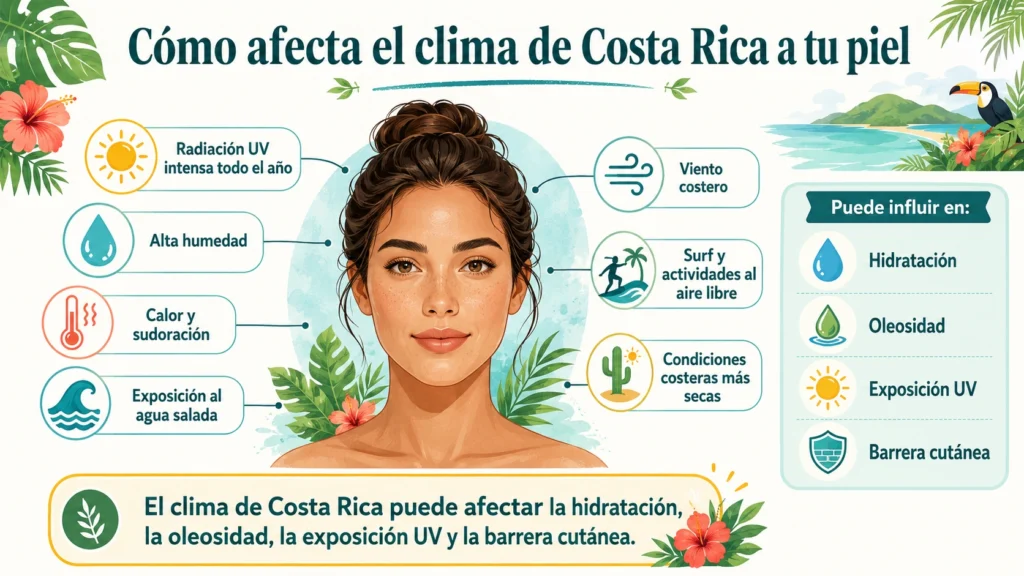 Cómo afecta el clima de Costa Rica a tu piel
Radiación UV
intensa todo el año
Alta humedad
Calor y
sudoración
Exposición al
agua salada
Viento
costero
Surf y
actividades al
aire libre
Condiciones
costeras más
secas
Puede influir en:
Hidratación
Oleosidad
Exposición UV
Barrera cutánea
El clima de Costa Rica puede afectar la hidratación,
la oleosidad, la exposición UV y la barrera cutánea.